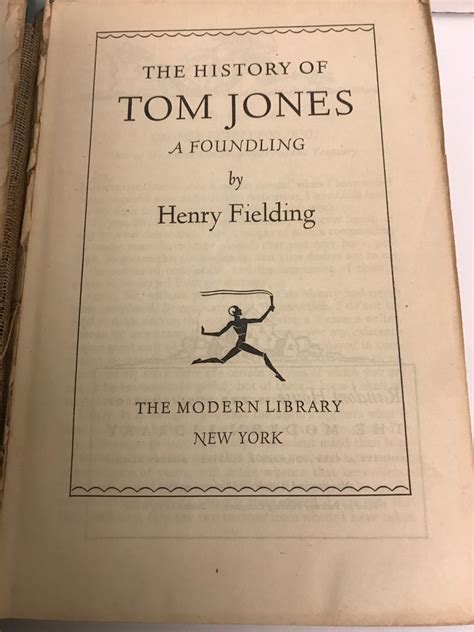 THE HISTORY OF
TOM JONES
A FOUNDLING
by
Henry Fielding
THE MODERN LIBRARY
NEW YORK